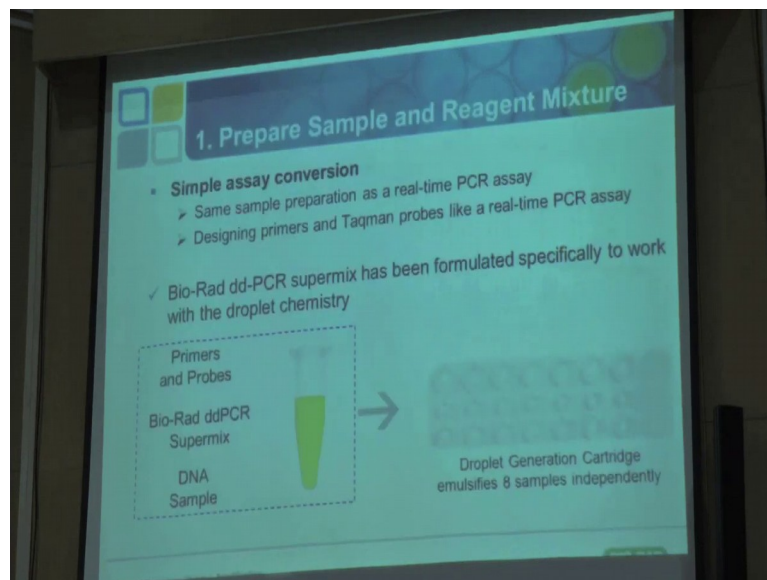 1. Prepare Sample and Reagent Mixture
Simple assay conversion
Same sample preparation as a real-time PCR assay
Designing primers and Taqman probes like a real-time PCR assay
Bio-Rad dd-PCR supermix has been formulated specifically to work
with the droplet chemistry
Primers
and Probes
Bio-Rad ddPCR
Supermix
DNA
Sample
Droplet Generation Cartridge
emulsifies 8 samples independently